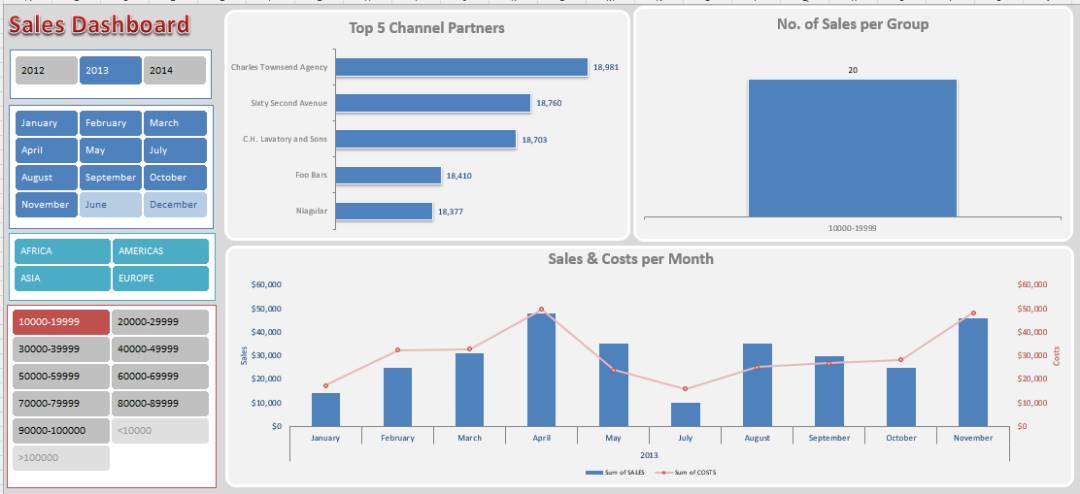 Sales Dashboard
2012 2013 2014
January February March
April May July
August September October
November June December
AFRICA AMERICAS
ASIA EUROPE
10000-19999 20000-29999
30000-39999 40000-49999
50000-59999 60000-69999
70000-79999 80000-89999
90000-100000 <10000
>100000
Top 5 Channel Partners
Charles Townsend Agency 18,981
Sixty Second Avenue 18,760
C.H. Lavatory and Sons 18,703
Foo Bars 18,410
Niagular 18,377
No. of Sales per Group
20
10000-19999
Sales & Costs per Month
$60,000 $60,000
$50,000 $50,000
$40,000 $40,000
$30,000 $30,000
$20,000 $20,000
$10,000 $10,000
$0 $0
Sales
Costs
January February March April May July August September October November
2013
Sum of SALES Sum of COSTS